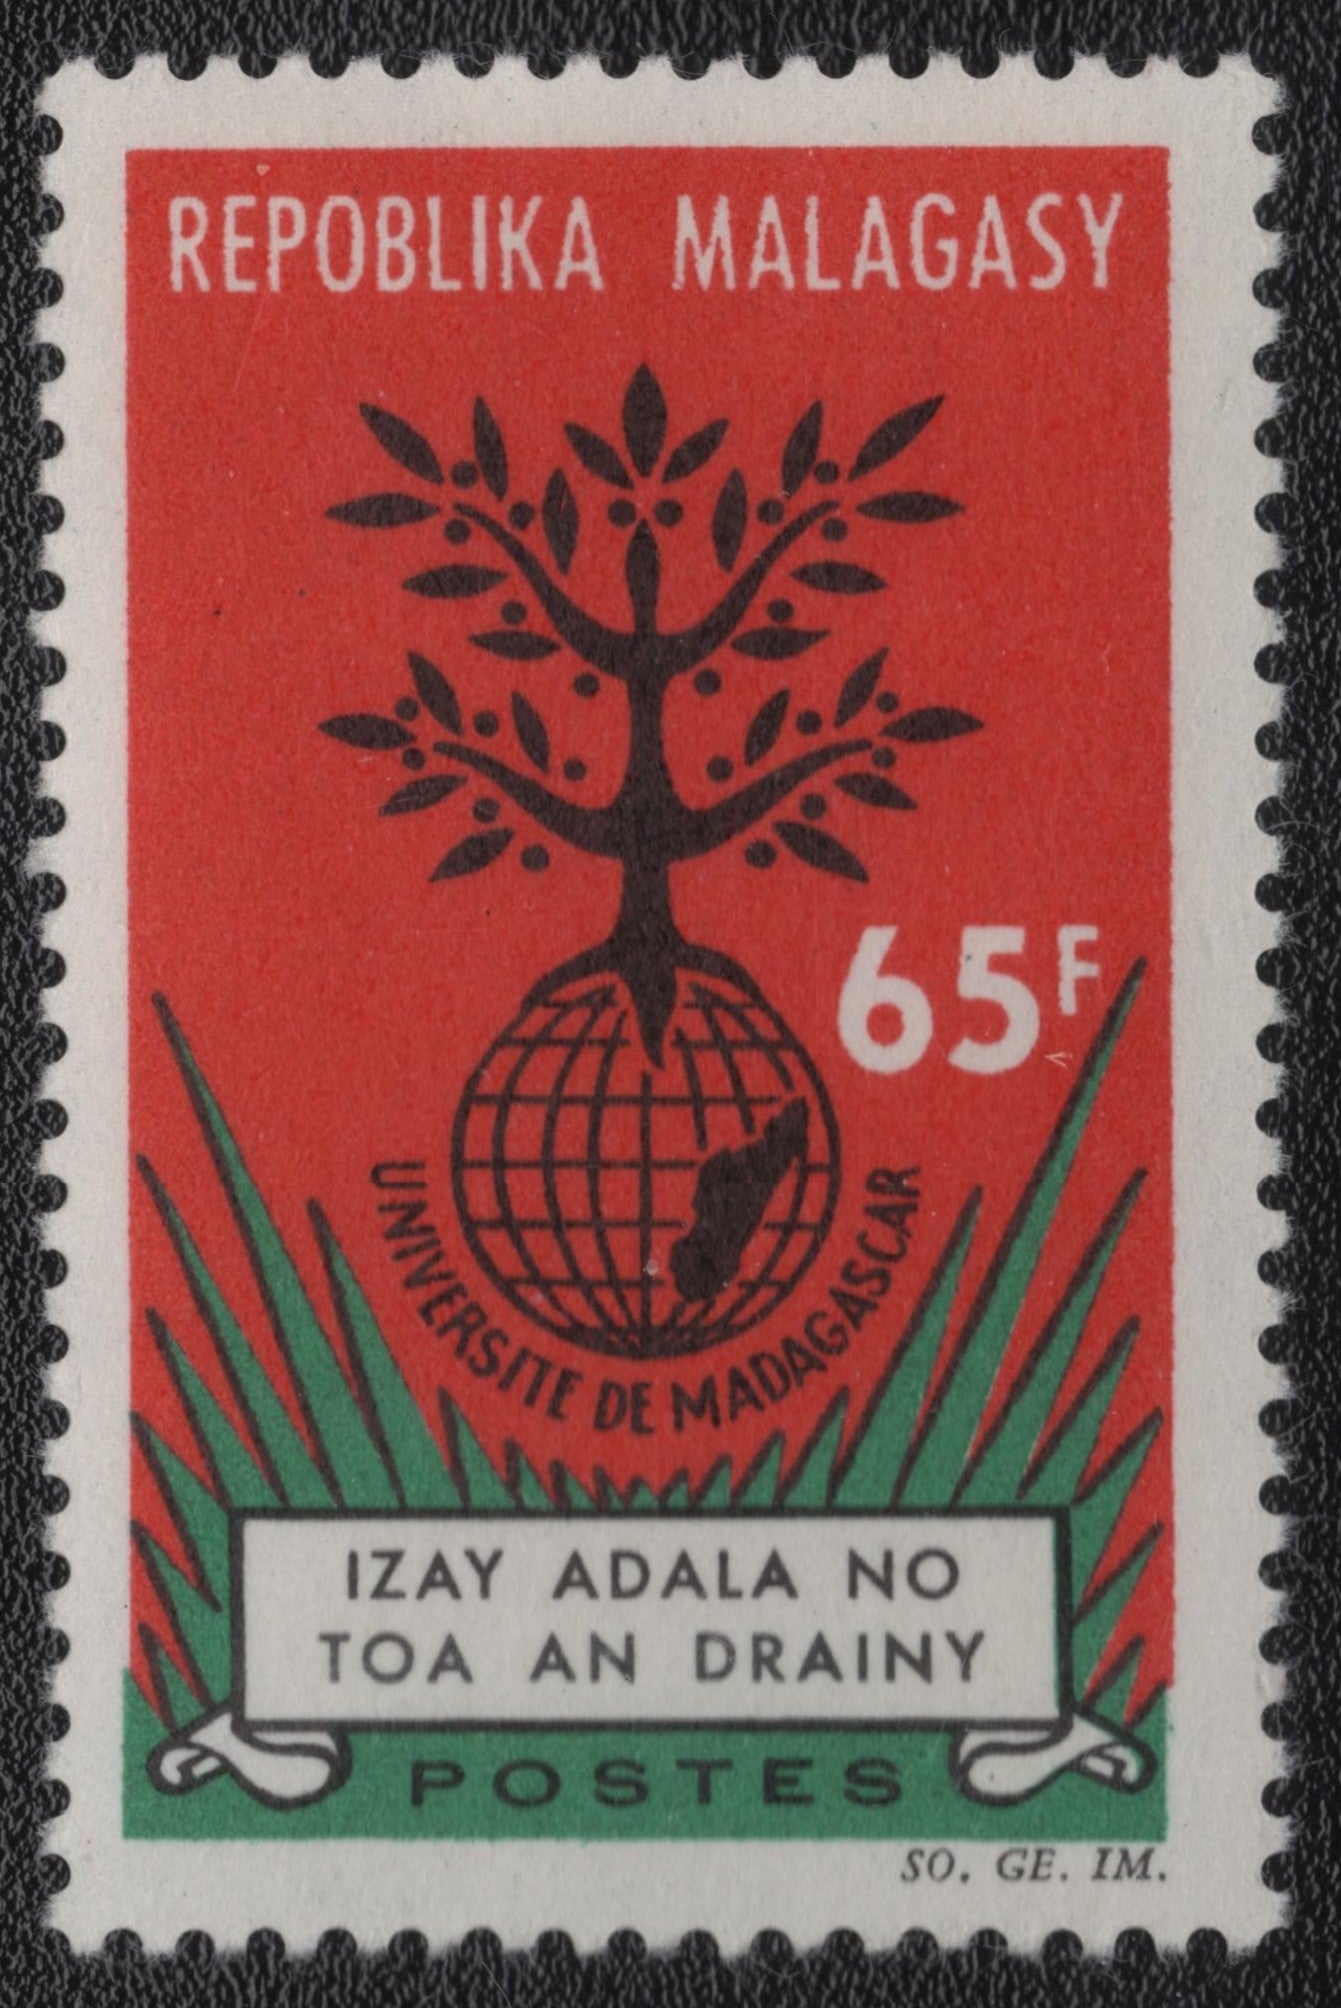 REPOBLIKA MALAGASY
65F
UNIVERSITE DE MADAGASCAR
IZAY ADALA NO
TOA AN DRAINY
POSTES
SO. GE. IM.